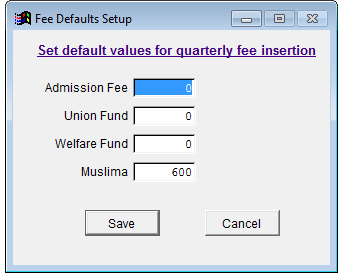 Fee Defaults Setup
Set default values for quarterly fee insertion
Admission Fee 0
Union Fund 0
Welfare Fund 0
Muslima 600
Save Cancel